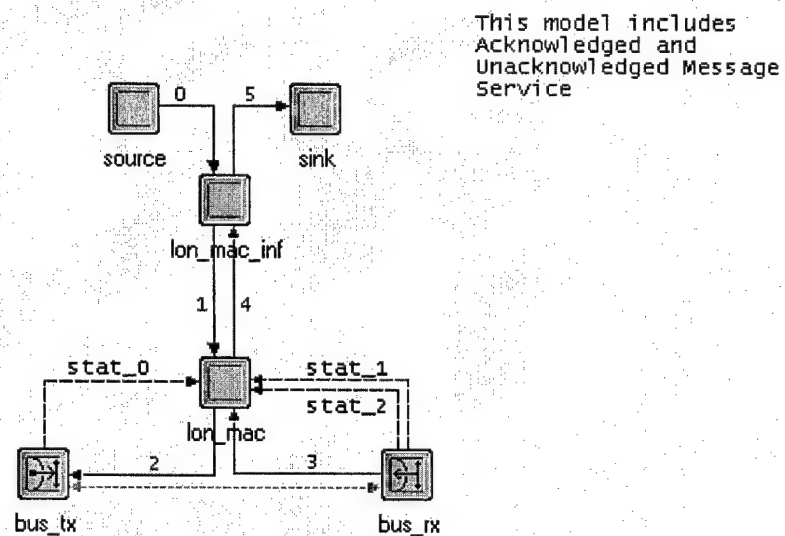 This model includes
Acknowledged and
Unacknowledged Message
Service
0
5
source
sink
lon_mac_inf
1
4
stat_0
stat_1
stat_2
lon_mac
2
3
bus_tx
bus_rx